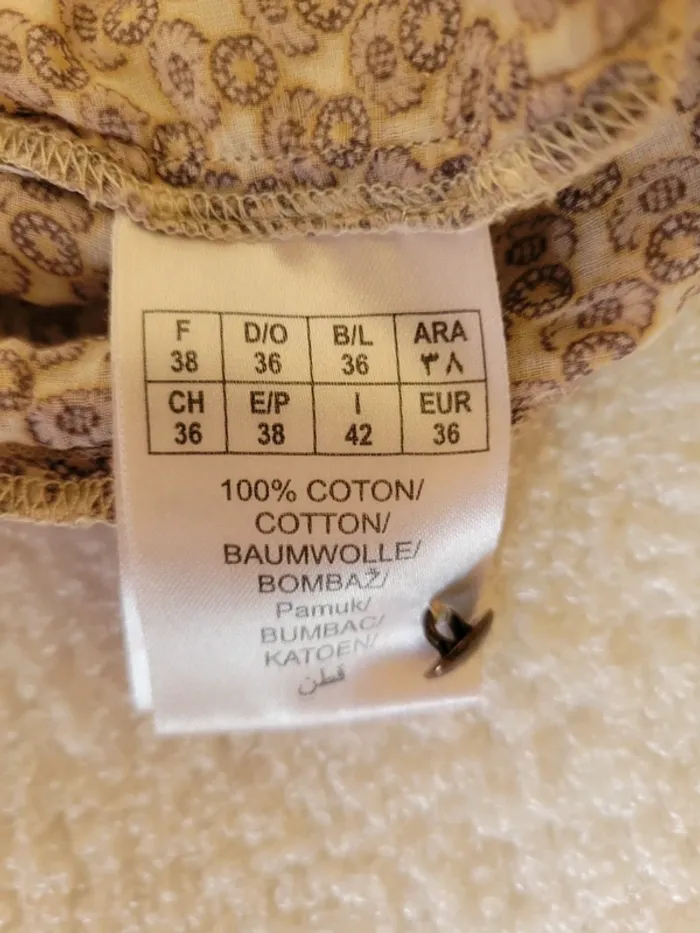 F D/O B/L ARA
38 36 36 ٣٨
CH E/P I EUR
36 38 42 36
100% COTON/
COTTON/
BAUMWOLLE/
BOMBAŽ/
Pamuk/
BUMBAC/
KATOEN/
قطن